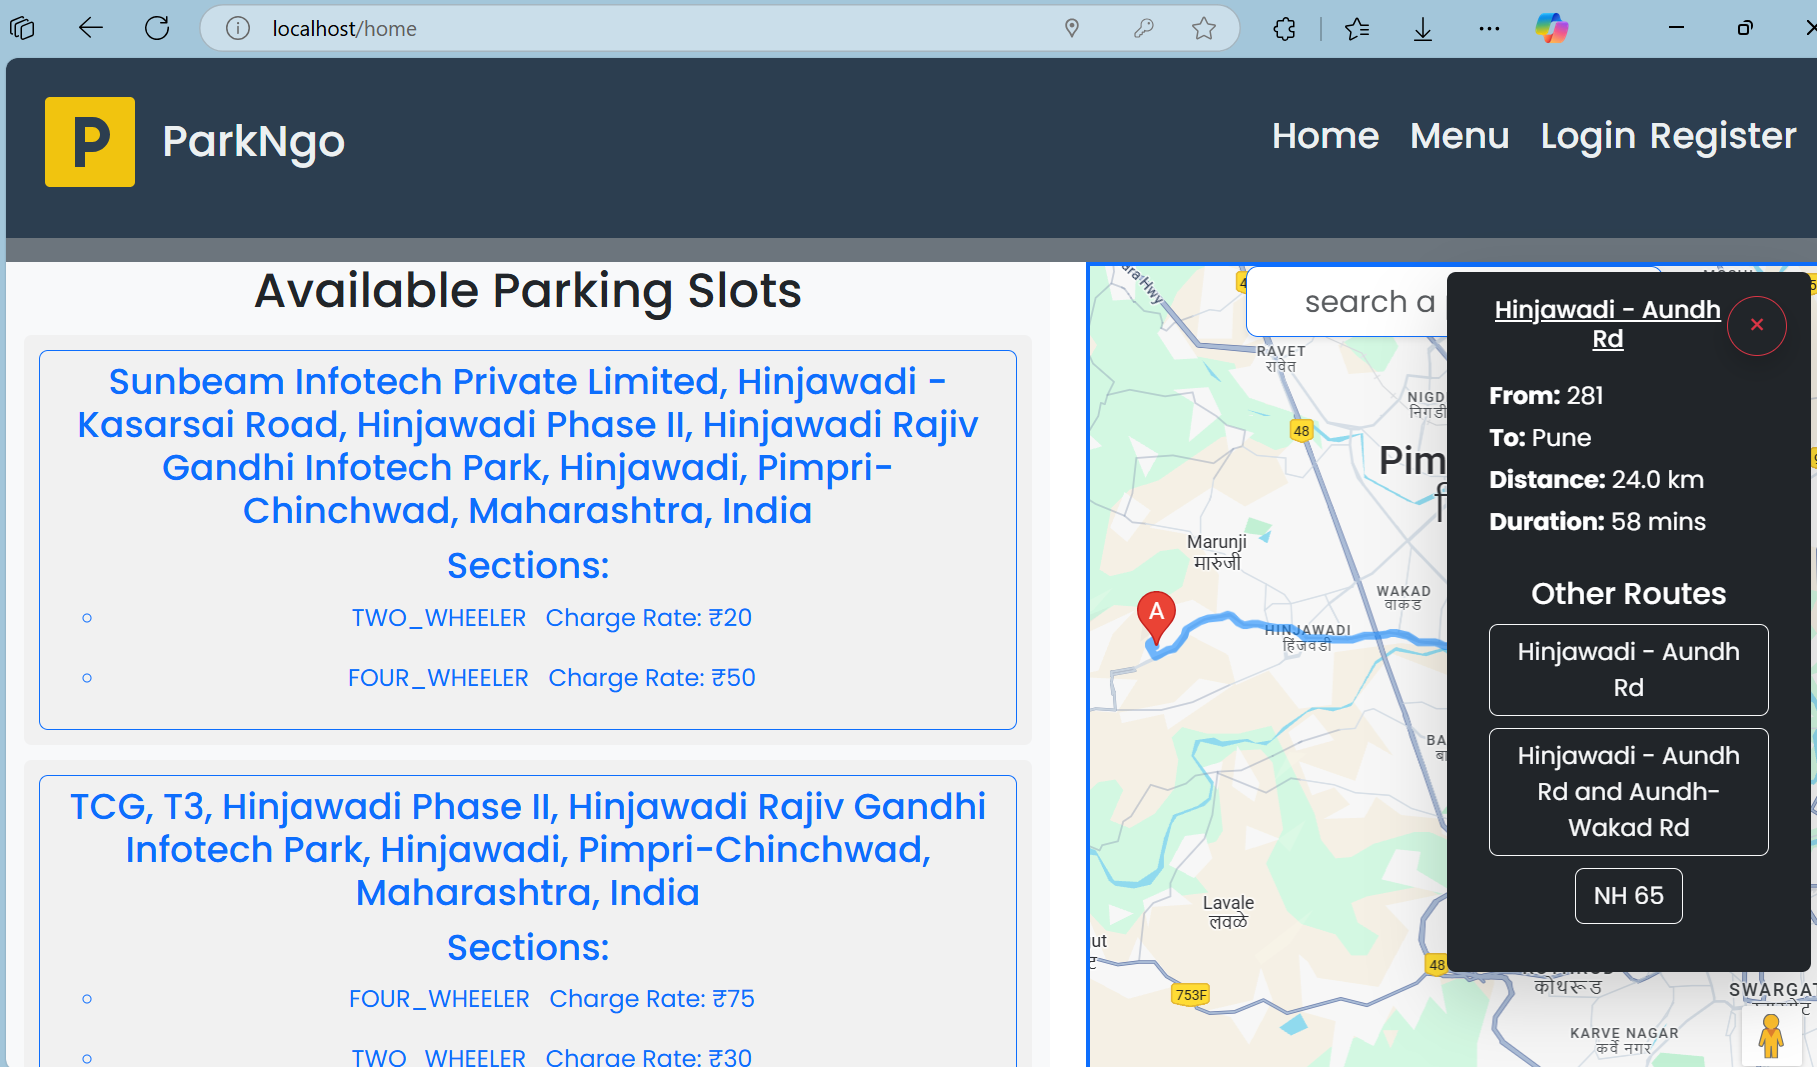 localhost/home
P
ParkNgo
Home Menu Login Register
Available Parking Slots
Sunbeam Infotech Private Limited, Hinjawadi -
Kasarsai Road, Hinjawadi Phase II, Hinjawadi Rajiv
Gandhi Infotech Park, Hinjawadi, Pimpri-
Chinchwad, Maharashtra, India
Sections:
TWO_WHEELER Charge Rate: ₹20
FOUR_WHEELER Charge Rate: ₹50
TCG, T3, Hinjawadi Phase II, Hinjawadi Rajiv Gandhi
Infotech Park, Hinjawadi, Pimpri-Chinchwad,
Maharashtra, India
Sections:
FOUR_WHEELER Charge Rate: ₹75
TWO_WHEELER Charge Rate: ₹30
search a
RAVET
रावेत
NIGD
निगडी
48
Pim
Marunji
मारुंजी
WAKAD
वाकड
A
HINJAWADI
हिंजवडी
BA
बा
Lavale
लवळे
ut
48
753F
कोथरूड
SWARGAT
KARVE NAGAR
कर्वे नगर
Hinjawadi - Aundh
Rd
×
From: 281
To: Pune
Distance: 24.0 km
Duration: 58 mins
Other Routes
Hinjawadi - Aundh
Rd
Hinjawadi - Aundh
Rd and Aundh-
Wakad Rd
NH 65